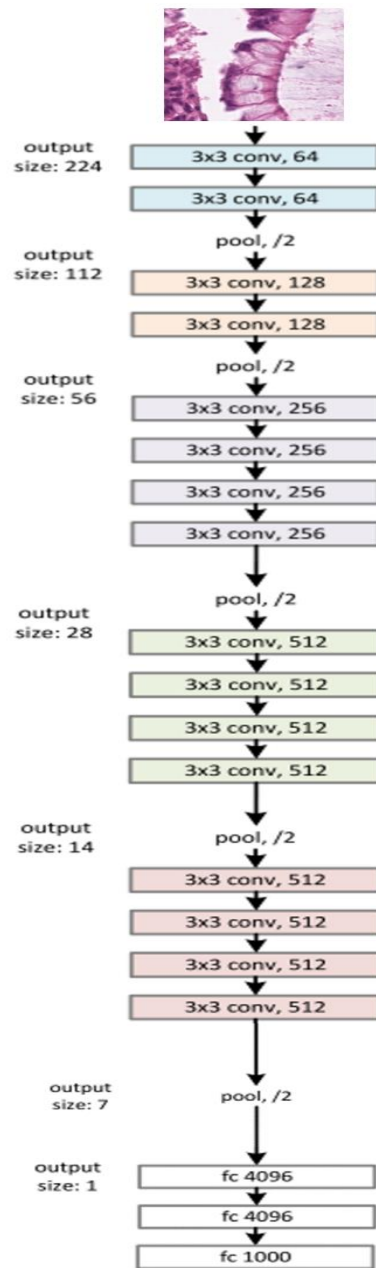 output
size: 224
3x3 conv, 64
3x3 conv, 64
pool, /2
output
size: 112
3x3 conv, 128
3x3 conv, 128
pool, /2
output
size: 56
3x3 conv, 256
3x3 conv, 256
3x3 conv, 256
3x3 conv, 256
pool, /2
output
size: 28
3x3 conv, 512
3x3 conv, 512
3x3 conv, 512
3x3 conv, 512
pool, /2
output
size: 14
3x3 conv, 512
3x3 conv, 512
3x3 conv, 512
3x3 conv, 512
output
size: 7
pool, /2
output
size: 1
fc 4096
fc 4096
fc 1000